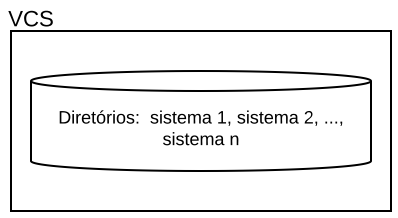 VCS
Diretórios:  sistema 1, sistema 2, ...,
sistema n